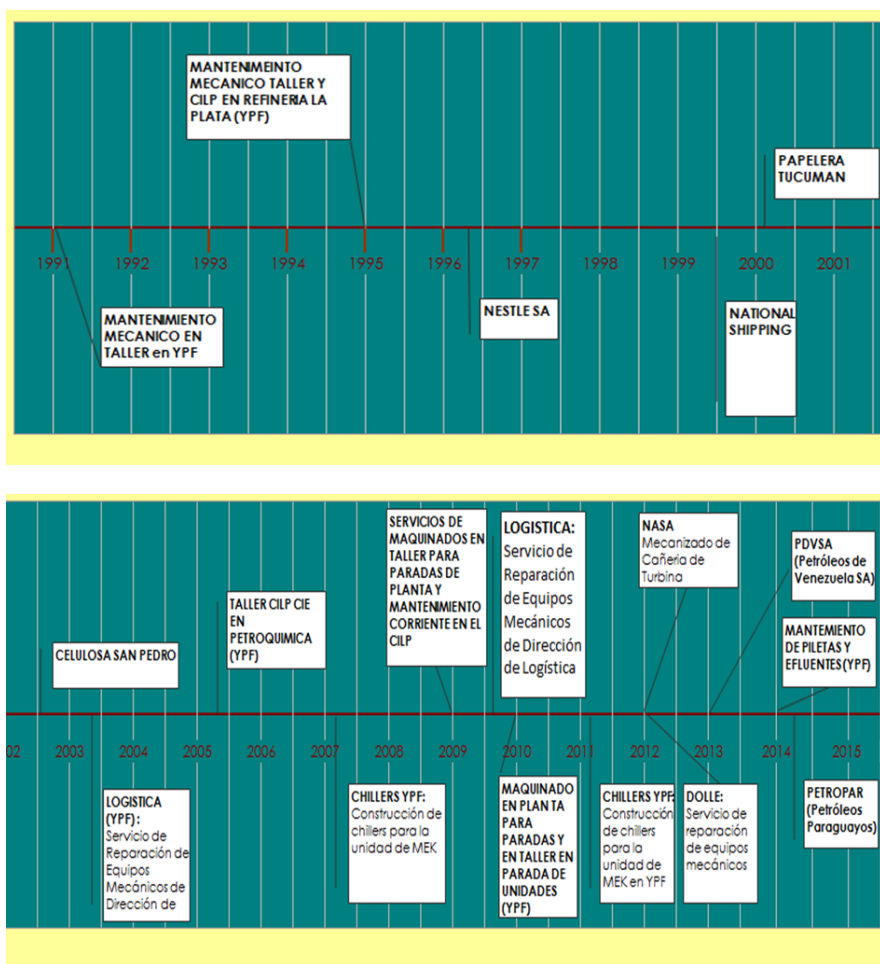 MANTENIMEINTO
MECANICO TALLER Y
CILP EN REFINERIA LA
PLATA (YPF)
PAPELERA
TUCUMAN
1991 1992 1993 1994 1995 1996 1997 1998 1999 2000 2001
MANTENIMIENTO
MECANICO EN
TALLER en YPF
NESTLE SA
NATIONAL
SHIPPING
SERVICIOS DE
MAQUINADOS EN
TALLER PARA
PARADAS DE
PLANTA Y
MANTENIMIENTO
CORRIENTE EN EL
CILP
LOGISTICA:
Servicio de
Reparación
de Equipos
Mecánicos
de Dirección
de Logística
NASA
Mecanizado de
Cañeria de
Turbina
PDVSA
(Petróleos de
Venezuela SA)
TALLER CILP CIE
EN
PETROQUIMICA
(YPF)
MANTEMIENTO
DE PILETAS Y
EFLUENTES(YPF)
CELULOSA SAN PEDRO
02 2003 2004 2005 2006 2007 2008 2009 2010 2011 2012 2013 2014 2015
LOGISTICA
(YPF):
Servicio de
Reparación de
Equipos
Mecánicos de
Dirección de
CHILLERS YPF:
Construcción de
chillers para la
unidad de MEK
MAQUINADO
EN PLANTA
PARA
PARADAS Y
EN TALLER EN
PARADA DE
UNIDADES
(YPF)
CHILLERS YPF:
Construcción
de chillers
para la
unidad de
MEK en YPF
DOLLE:
Servicio de
reparación
de equipos
mecánicos
PETROPAR
(Petróleos
Paraguayos)